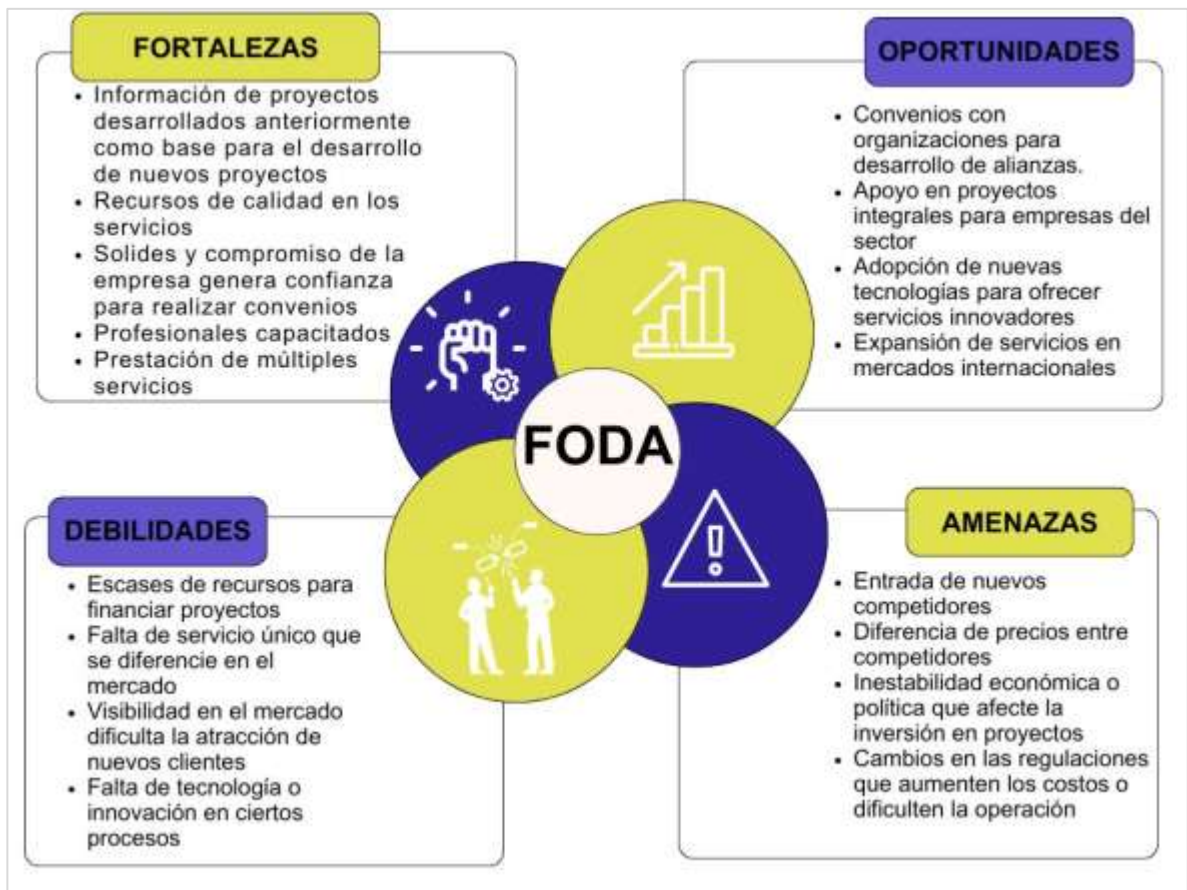 FORTALEZAS
• Información de proyectos
desarrollados anteriormente
como base para el desarrollo
de nuevos proyectos
• Recursos de calidad en los
servicios
• Solides y compromiso de la
empresa genera confianza
para realizar convenios
• Profesionales capacitados
• Prestación de múltiples
servicios
OPORTUNIDADES
• Convenios con
organizaciones para
desarrollo de alianzas.
• Apoyo en proyectos
integrales para empresas del
sector
• Adopción de nuevas
tecnologías para ofrecer
servicios innovadores
• Expansión de servicios en
mercados internacionales
FODA
DEBILIDADES
• Escases de recursos para
financiar proyectos
• Falta de servicio único que
se diferencie en el
mercado
• Visibilidad en el mercado
dificulta la atracción de
nuevos clientes
• Falta de tecnología o
innovación en ciertos
procesos
AMENAZAS
• Entrada de nuevos
competidores
• Diferencia de precios entre
competidores
• Inestabilidad económica o
política que afecte la
inversión en proyectos
• Cambios en las regulaciones
que aumenten los costos o
dificulten la operación